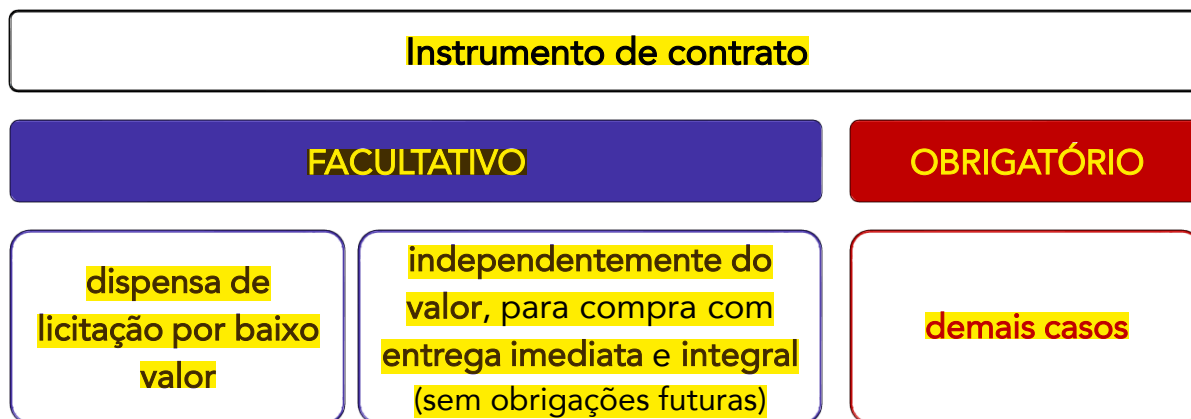 Instrumento de contrato
FACULTATIVO
OBRIGATÓRIO
dispensa de
licitação por baixo
valor
independentemente do
valor, para compra com
entrega imediata e integral
(sem obrigações futuras)
demais casos